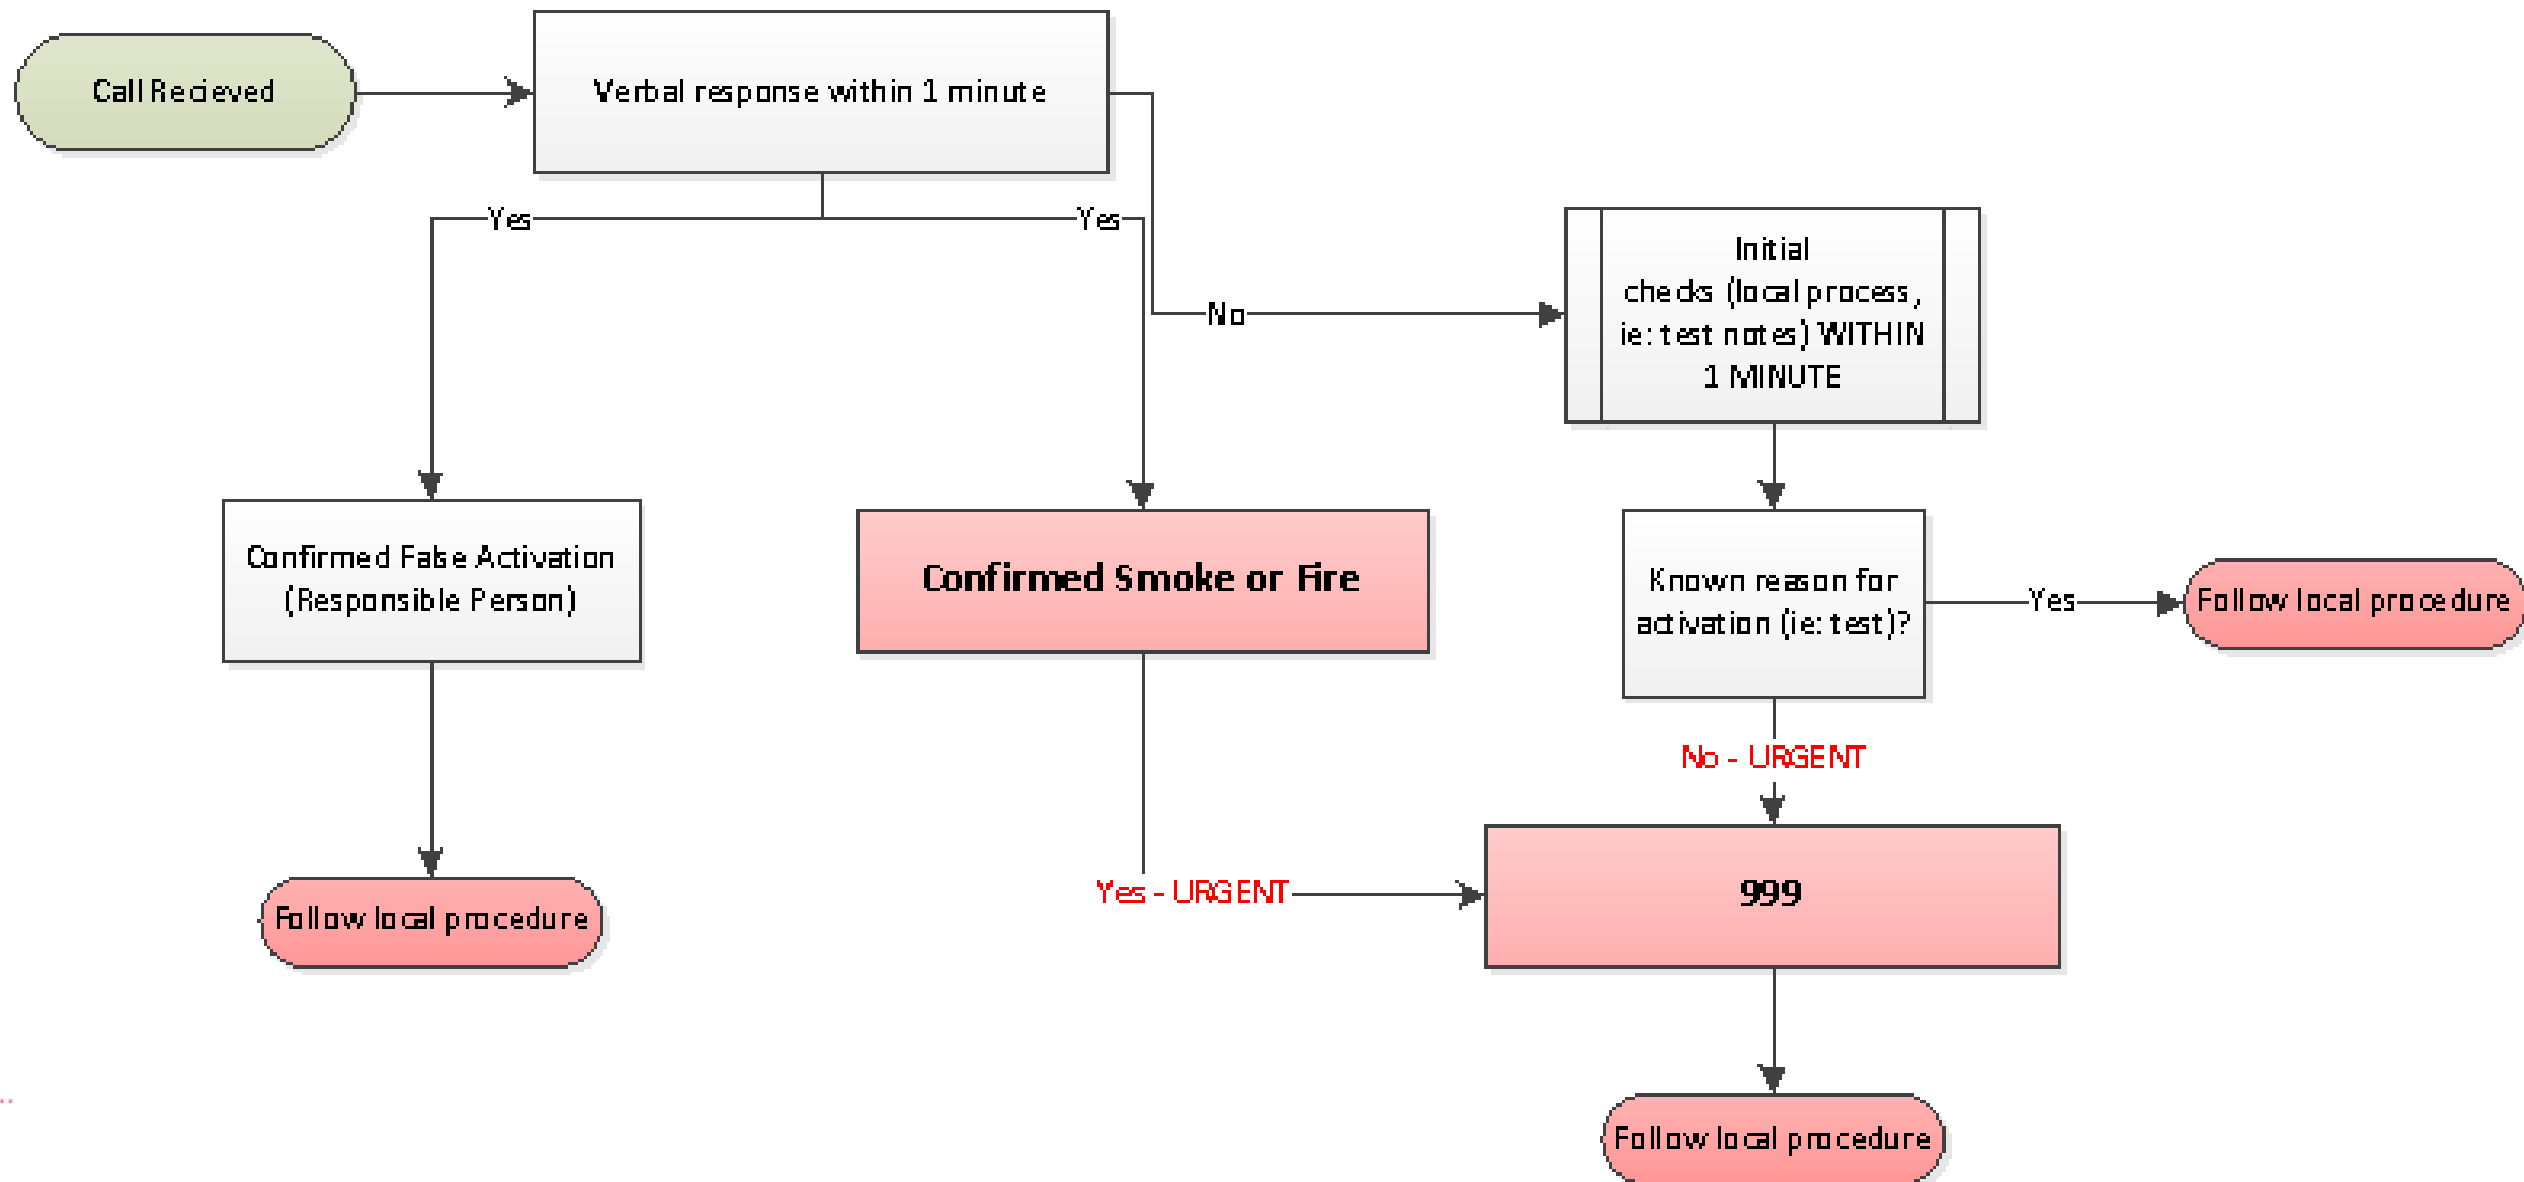 Call Recieved
Verbal response within 1 minute
Yes
Yes
Initial
checks (local process,
ie: test notes) WITHIN
1 MINUTE
No
Confirmed False Activation
(Responsible Person)
Confirmed Smoke or Fire
Known reason for
activation (ie: test)?
Yes
Follow local procedure
No - URGENT
Yes - URGENT
999
Follow local procedure
Follow local procedure